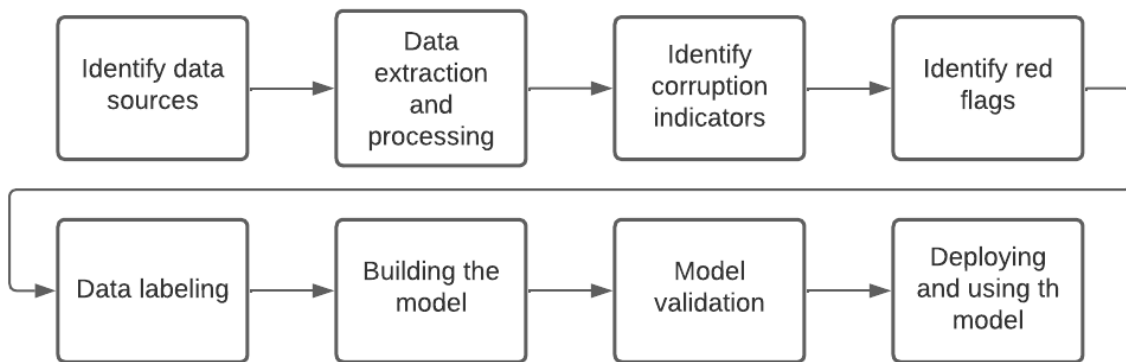 Identify data
sources
Data
extraction
and
processing
Identify
corruption
indicators
Identify red
flags
Data labeling
Building the
model
Model
validation
Deploying
and using th
model